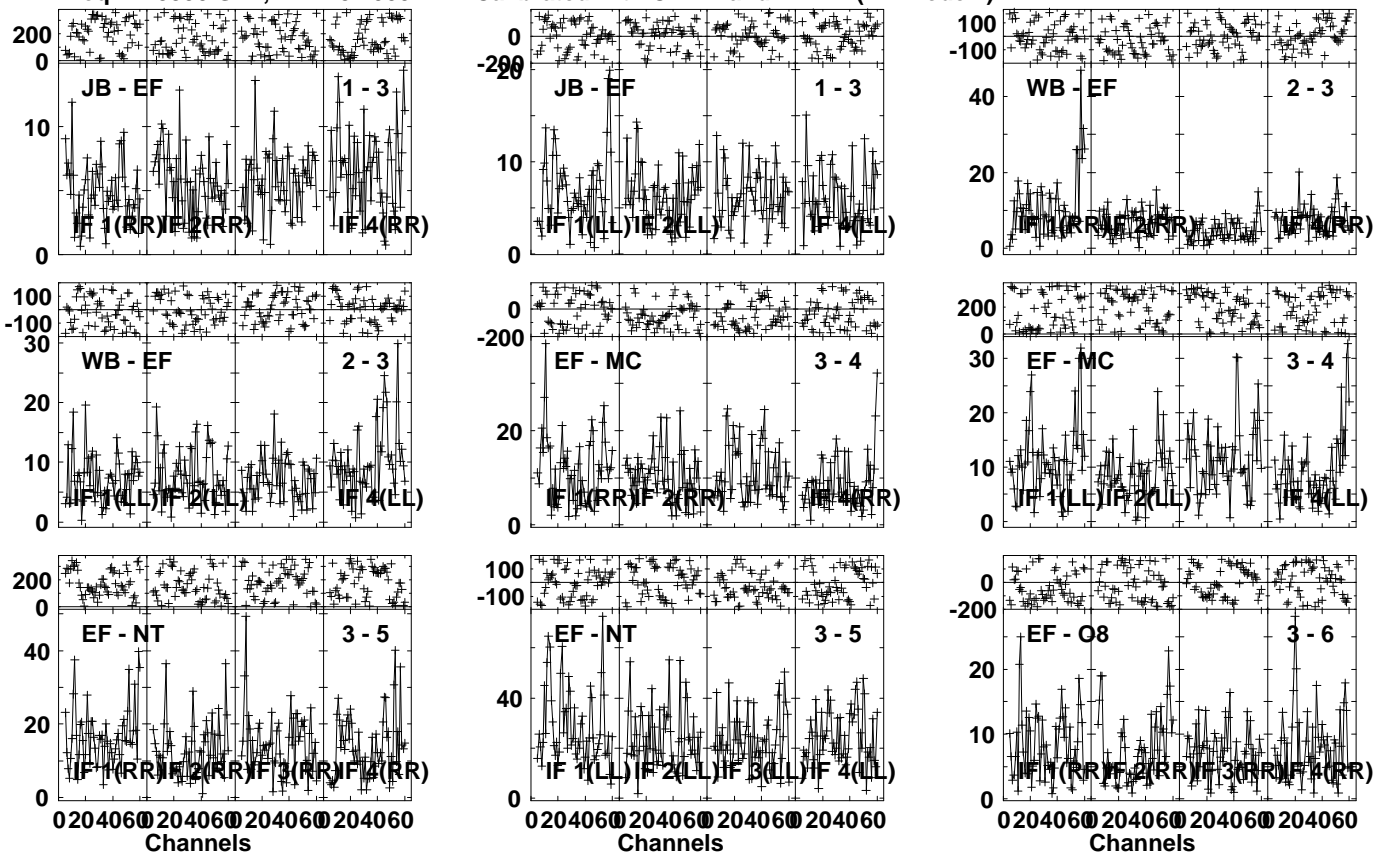 200
0
JB - EF
1 - 3
10
0
IF 1(RR)
IF 2(RR)
IF 4(RR)
0
-200
20
JB - EF
1 - 3
10
0
IF 1(LL)
IF 2(LL)
IF 4(LL)
100
-100
WB - EF
2 - 3
40
20
0
IF 1(RR)
IF 2(RR)
IF 4(RR)
100
-100
30
WB - EF
2 - 3
20
10
0
IF 1(LL)
IF 2(LL)
IF 4(LL)
0
-200
EF - MC
3 - 4
20
0
IF 1(RR)
IF 2(RR)
IF 4(RR)
200
0
30
EF - MC
3 - 4
20
10
0
IF 1(LL)
IF 2(LL)
IF 4(LL)
200
0
EF - NT
3 - 5
40
20
0
IF 1(RR)
IF 2(RR)
IF 3(RR)
IF 4(RR)
0 20 40 60 0 20 40 60 0 20 40 60 0 20 40 60
Channels
100
-100
EF - NT
3 - 5
40
0
IF 1(LL)
IF 2(LL)
IF 3(LL)
IF 4(LL)
0 20 40 60 0 20 40 60 0 20 40 60 0 20 40 60
Channels
0
-200
EF - O8
3 - 6
20
10
0
IF 1(RR)
IF 2(RR)
IF 3(RR)
IF 4(RR)
0 20 40 60 0 20 40 60 0 20 40 60 0 20 40 60
Channels